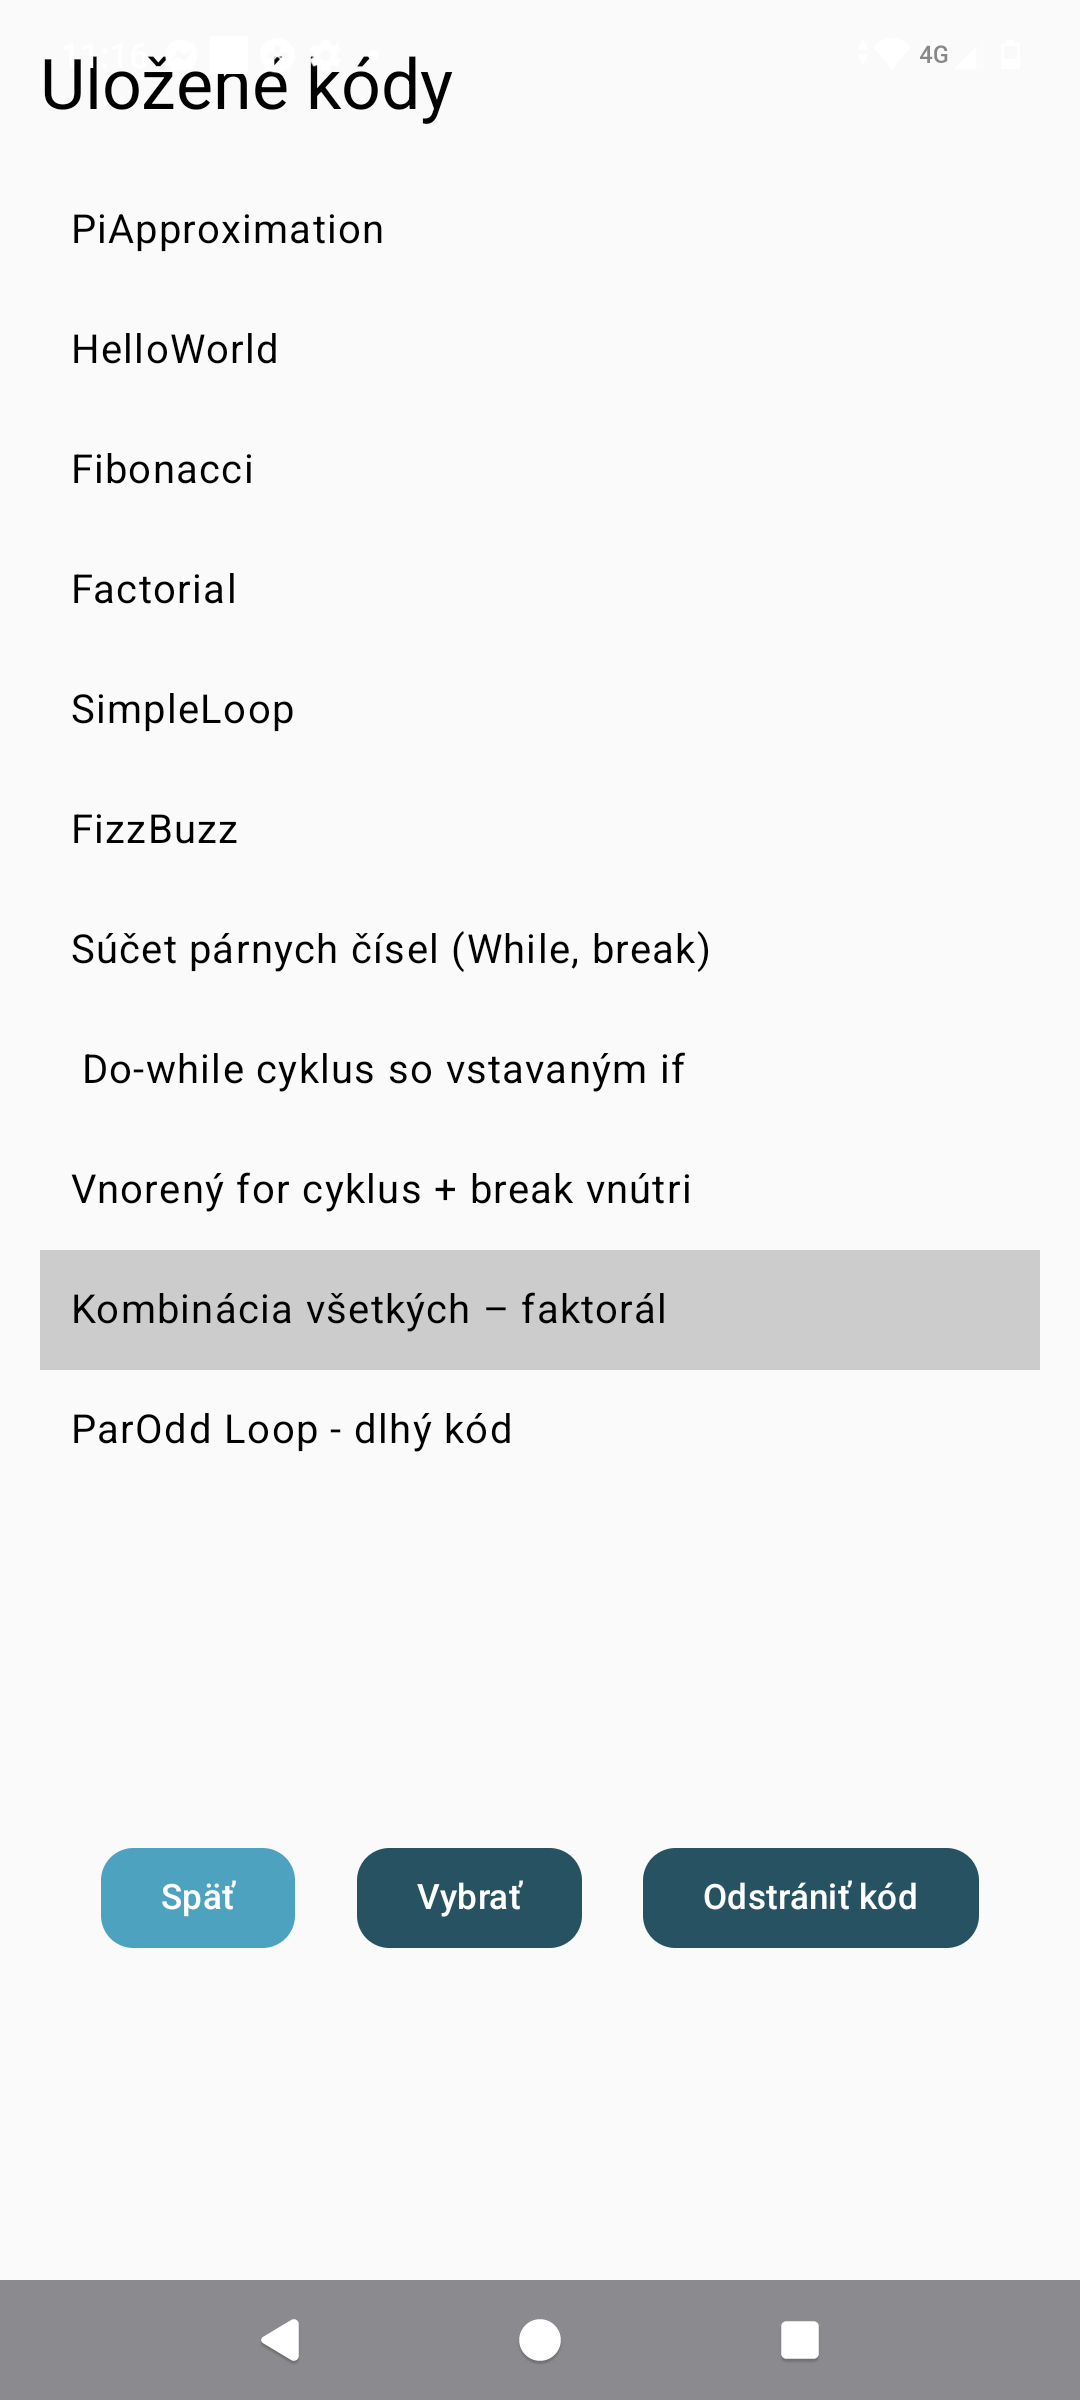 11:16
4G
Uložené kódy
PiApproximation
HelloWorld
Fibonacci
Factorial
SimpleLoop
FizzBuzz
Súčet párnych čísel (While, break)
Do-while cyklus so vstavaným if
Vnorený for cyklus + break vnútri
Kombinácia všetkých – faktorál
ParOdd Loop - dlhý kód
Späť
Vybrať
Odstrániť kód